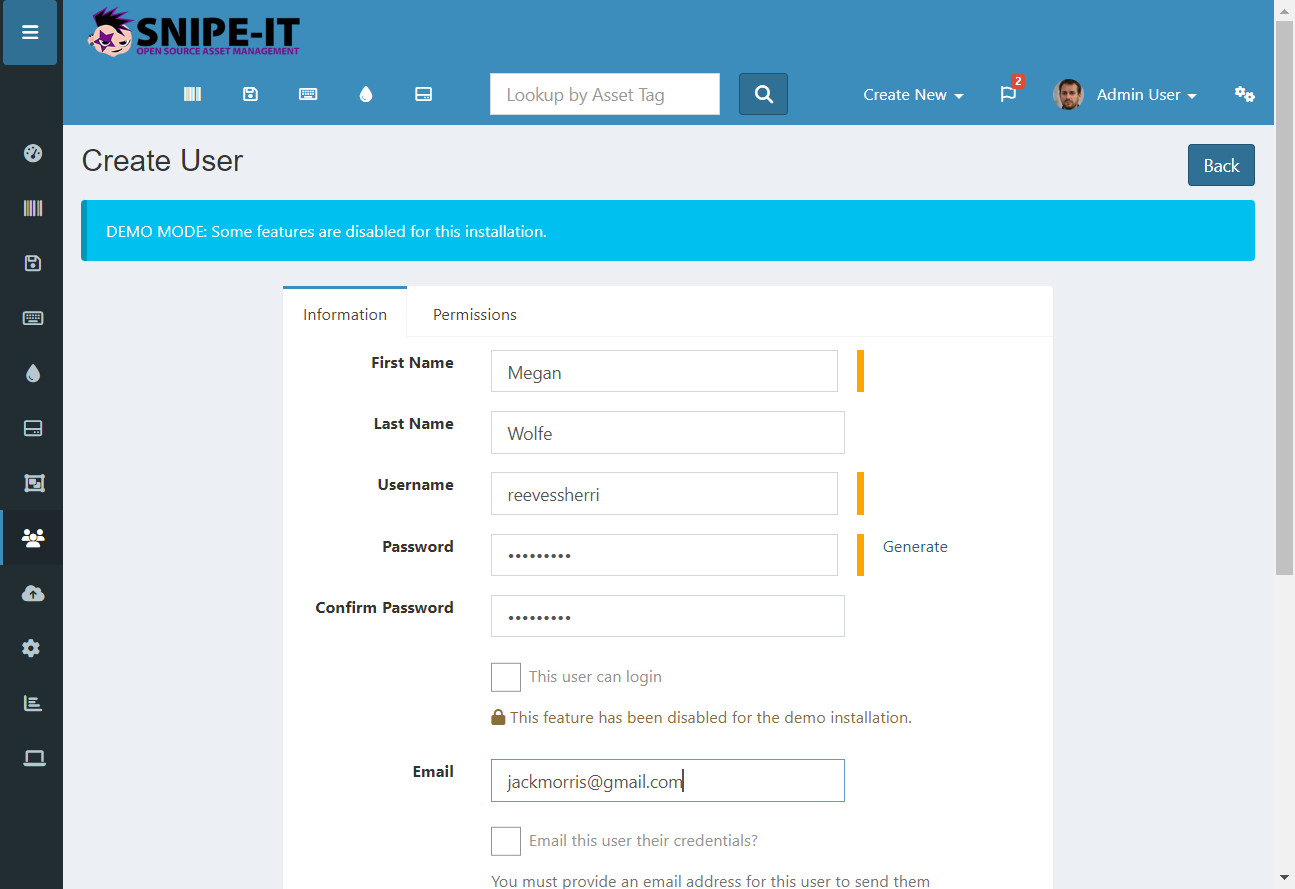 SNIPE-IT
OPEN SOURCE ASSET MANAGEMENT
Lookup by Asset Tag
Create New
2
Admin User
Create User
Back
DEMO MODE: Some features are disabled for this installation.
Information
Permissions
First Name
Megan
Last Name
Wolfe
Username
reevessherri
Password
•••••••••
Generate
Confirm Password
•••••••••
This user can login
This feature has been disabled for the demo installation.
Email
jackmorris@gmail.com
Email this user their credentials?
You must provide an email address for this user to send them